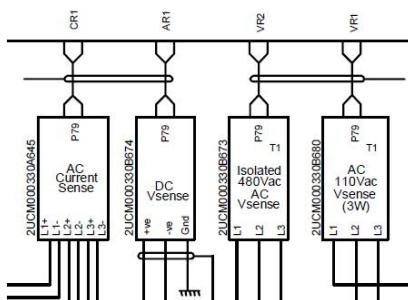 CR1 AR1 VR2 VR1
P79 P79 P79 P79
T1 T1
2UCM000330A645
AC
Current
Sense
L1+ L1- L2+ L2- L3+ L3-
2UCM000330B674
DC
Vsense
+ve -ve Gnd
2UCM000330B673
Isolated
480Vac
AC
Vsense
L1 L2 L3
2UCM000330B680
AC
110Vac
Vsense
(3W)
L1 L2 L3